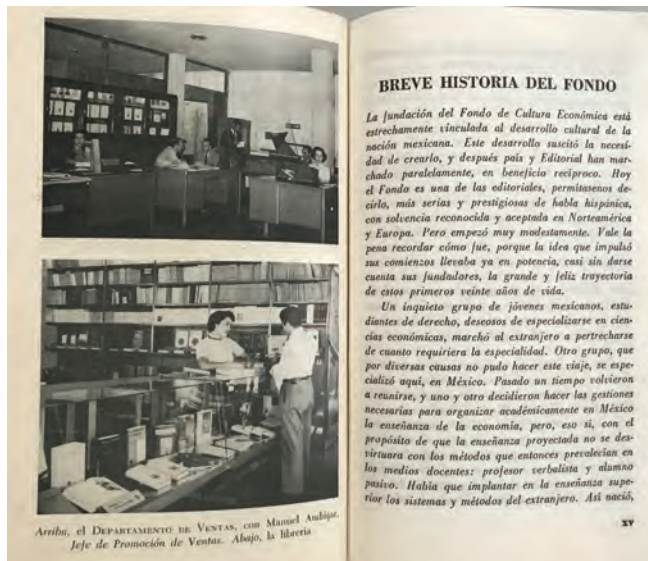 Arriba, el DEPARTAMENTO DE VENTAS, con Manuel Andújar,
Jefe de Promoción de Ventas. Abajo, la librería
BREVE HISTORIA DEL FONDO
La fundación del Fondo de Cultura Económica está
estrechamente vinculada al desarrollo cultural de la
nación mexicana. Este desarrollo suscitó la necesi-
dad de crearlo, y después país y Editorial han mar-
chado paralelamente, en beneficio recíproco. Hoy
el Fondo es una de las editoriales, permítasenos de-
cirlo, más serias y prestigiosas de habla hispánica,
con solvencia reconocida y aceptada en Norteamérica
y Europa. Pero empezó muy modestamente. Vale la
pena recordar cómo fue, porque la idea que impulsó
sus comienzos llevaba ya en potencia, casi sin darse
cuenta sus fundadores, la grande y feliz trayectoria
de estos primeros veinte años de vida.
Un inquieto grupo de jóvenes mexicanos, estu-
diantes de derecho, deseosos de especializarse en cien-
cias económicas, marchó al extranjero a pertrecharse
de cuanto requiriera la especialidad. Otro grupo, que
por diversas causas no pudo hacer este viaje, se espe-
cializó aquí, en México. Pasado un tiempo volvieron
a reunirse, y uno y otro decidieron hacer las gestiones
necesarias para organizar académicamente en México
la enseñanza de la economía, pero, eso sí, con el
propósito de que la enseñanza proyectada no se des-
virtuara con los métodos que entonces prevalecían en
los medios docentes: profesor verbalista y alumno
pasivo. Había que implantar en la enseñanza supe-
rior los sistemas y métodos del extranjero. Así nació,
XV